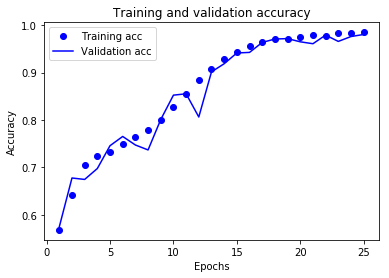 Training and validation accuracy
Training acc
Validation acc
1.0
0.9
0.8
0.7
0.6
Accuracy
0
5
10
15
20
25
Epochs